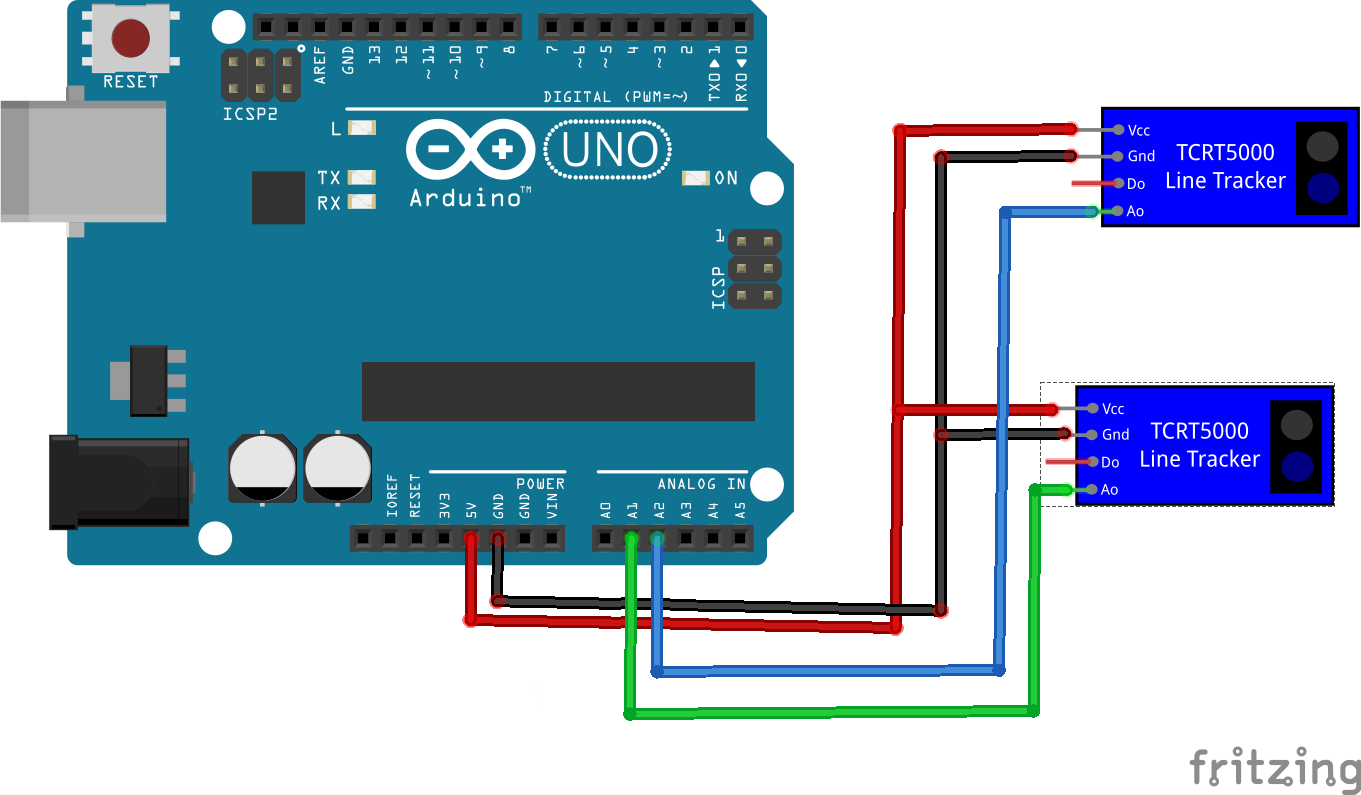 RESET
ICSP2
AREF
GND
13
12
~11
~10
~9
8
7
~6
~5
4
~3
2
TX0▶1
RX0◀0
DIGITAL (PWM=~)
L
TX
RX
UNO
Arduino™
ON
1
ICSP
POWER
ANALOG IN
IOREF
RESET
3V3
5V
GND
GND
VIN
A0
A1
A2
A3
A4
A5
Vcc
Gnd
Do
Ao
TCRT5000
Line Tracker
Vcc
Gnd
Do
Ao
TCRT5000
Line Tracker
fritzing